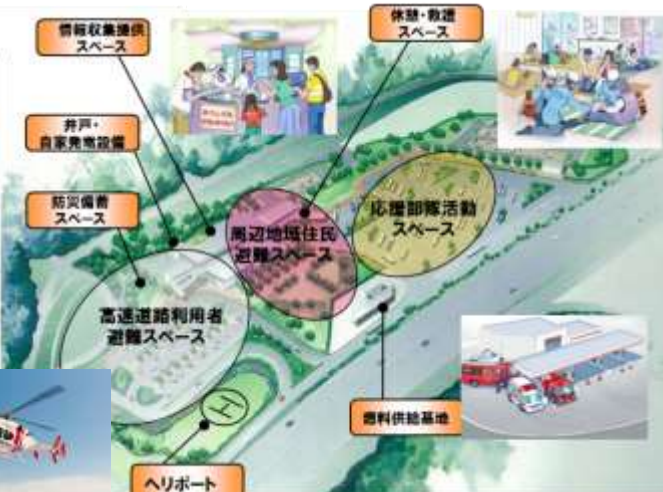 情報収集提供
スペース
休憩・救護
スペース
井戸・
自家発電設備
防災備蓄
スペース
周辺地域住民
避難スペース
応援部隊活動
スペース
高速道路利用者
避難スペース
燃料供給基地
H
ヘリポート